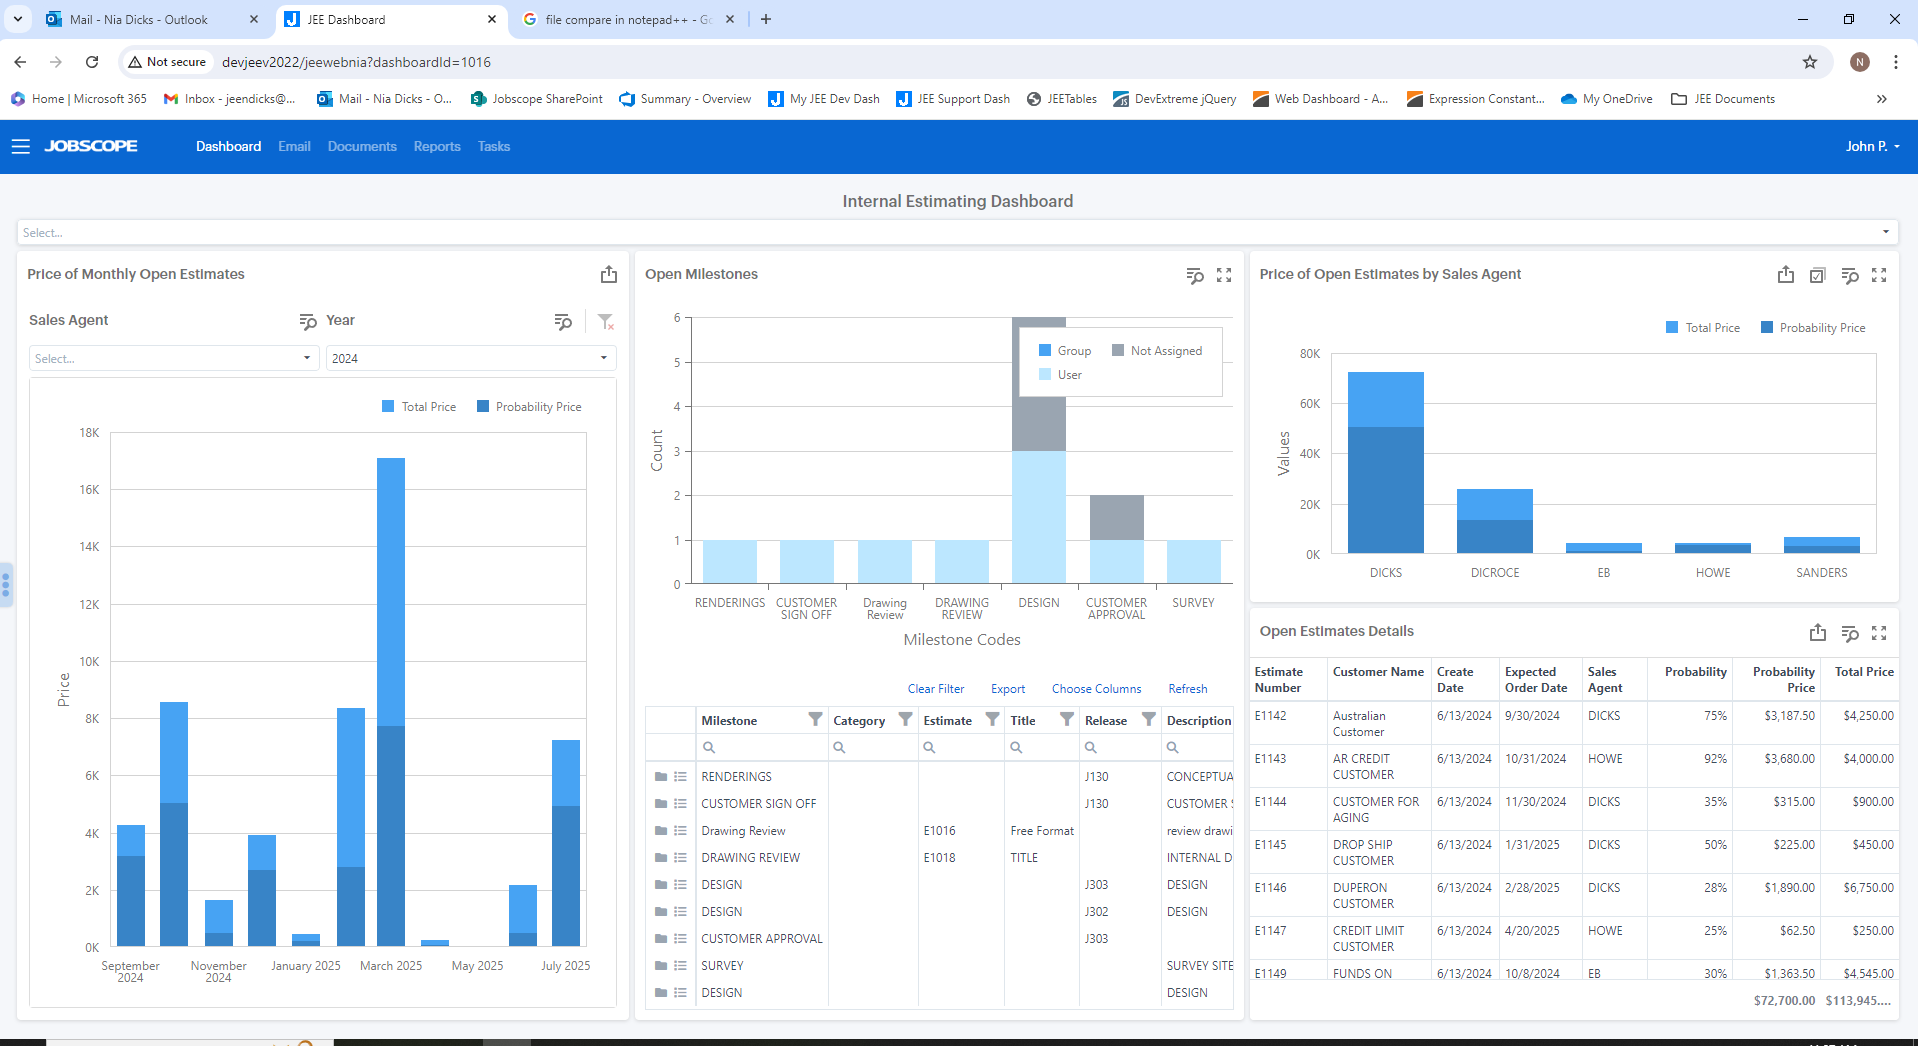 Mail - Nia Dicks - Outlook
JEE Dashboard
file compare in notepad++ - Go
Not secure
devjeev2022/jeewebnia?dashboardId=1016
N
Home | Microsoft 365
Inbox - jeendicks@...
Mail - Nia Dicks - O...
Jobscope SharePoint
Summary - Overview
My JEE Dev Dash
JEE Support Dash
JEETables
DevExtreme jQuery
Web Dashboard - A...
Expression Constant...
My OneDrive
JEE Documents
JOBSCOPE
Dashboard
Email
Documents
Reports
Tasks
John P.
Internal Estimating Dashboard
Select...
Price of Monthly Open Estimates
Sales Agent
Year
Select...
2024
Total Price
Probability Price
18K
16K
14K
12K
10K
8K
6K
4K
2K
0K
Price
September 2024
November 2024
January 2025
March 2025
May 2025
July 2025
Open Milestones
Group
Not Assigned
User
6
5
4
3
2
1
0
Count
RENDERINGS
CUSTOMER SIGN OFF
Drawing Review
DRAWING REVIEW
DESIGN
CUSTOMER APPROVAL
SURVEY
Milestone Codes
Clear Filter
Export
Choose Columns
Refresh
Milestone Category Estimate Title Release Description
RENDERINGS J130 CONCEPTUA
CUSTOMER SIGN OFF J130 CUSTOMER S
Drawing Review E1016 Free Format review drawi
DRAWING REVIEW E1018 TITLE INTERNAL D
DESIGN J303 DESIGN
DESIGN J302 DESIGN
CUSTOMER APPROVAL J303
SURVEY SURVEY SITE
DESIGN DESIGN
Price of Open Estimates by Sales Agent
Total Price
Probability Price
80K
60K
40K
20K
0K
Values
DICKS
DICROCE
EB
HOWE
SANDERS
Open Estimates Details
Estimate Number Customer Name Create Date Expected Order Date Sales Agent Probability Probability Price Total Price
E1142 Australian Customer 6/13/2024 9/30/2024 DICKS 75% $3,187.50 $4,250.00
E1143 AR CREDIT CUSTOMER 6/13/2024 10/31/2024 HOWE 92% $3,680.00 $4,000.00
E1144 CUSTOMER FOR AGING 6/13/2024 11/30/2024 DICKS 35% $315.00 $900.00
E1145 DROP SHIP CUSTOMER 6/13/2024 1/31/2025 DICKS 50% $225.00 $450.00
E1146 DUPERON CUSTOMER 6/13/2024 2/28/2025 DICKS 28% $1,890.00 $6,750.00
E1147 CREDIT LIMIT CUSTOMER 6/13/2024 4/20/2025 HOWE 25% $62.50 $250.00
E1149 FUNDS ON 6/13/2024 10/8/2024 EB 30% $1,363.50 $4,545.00
$72,700.00 $113,945....